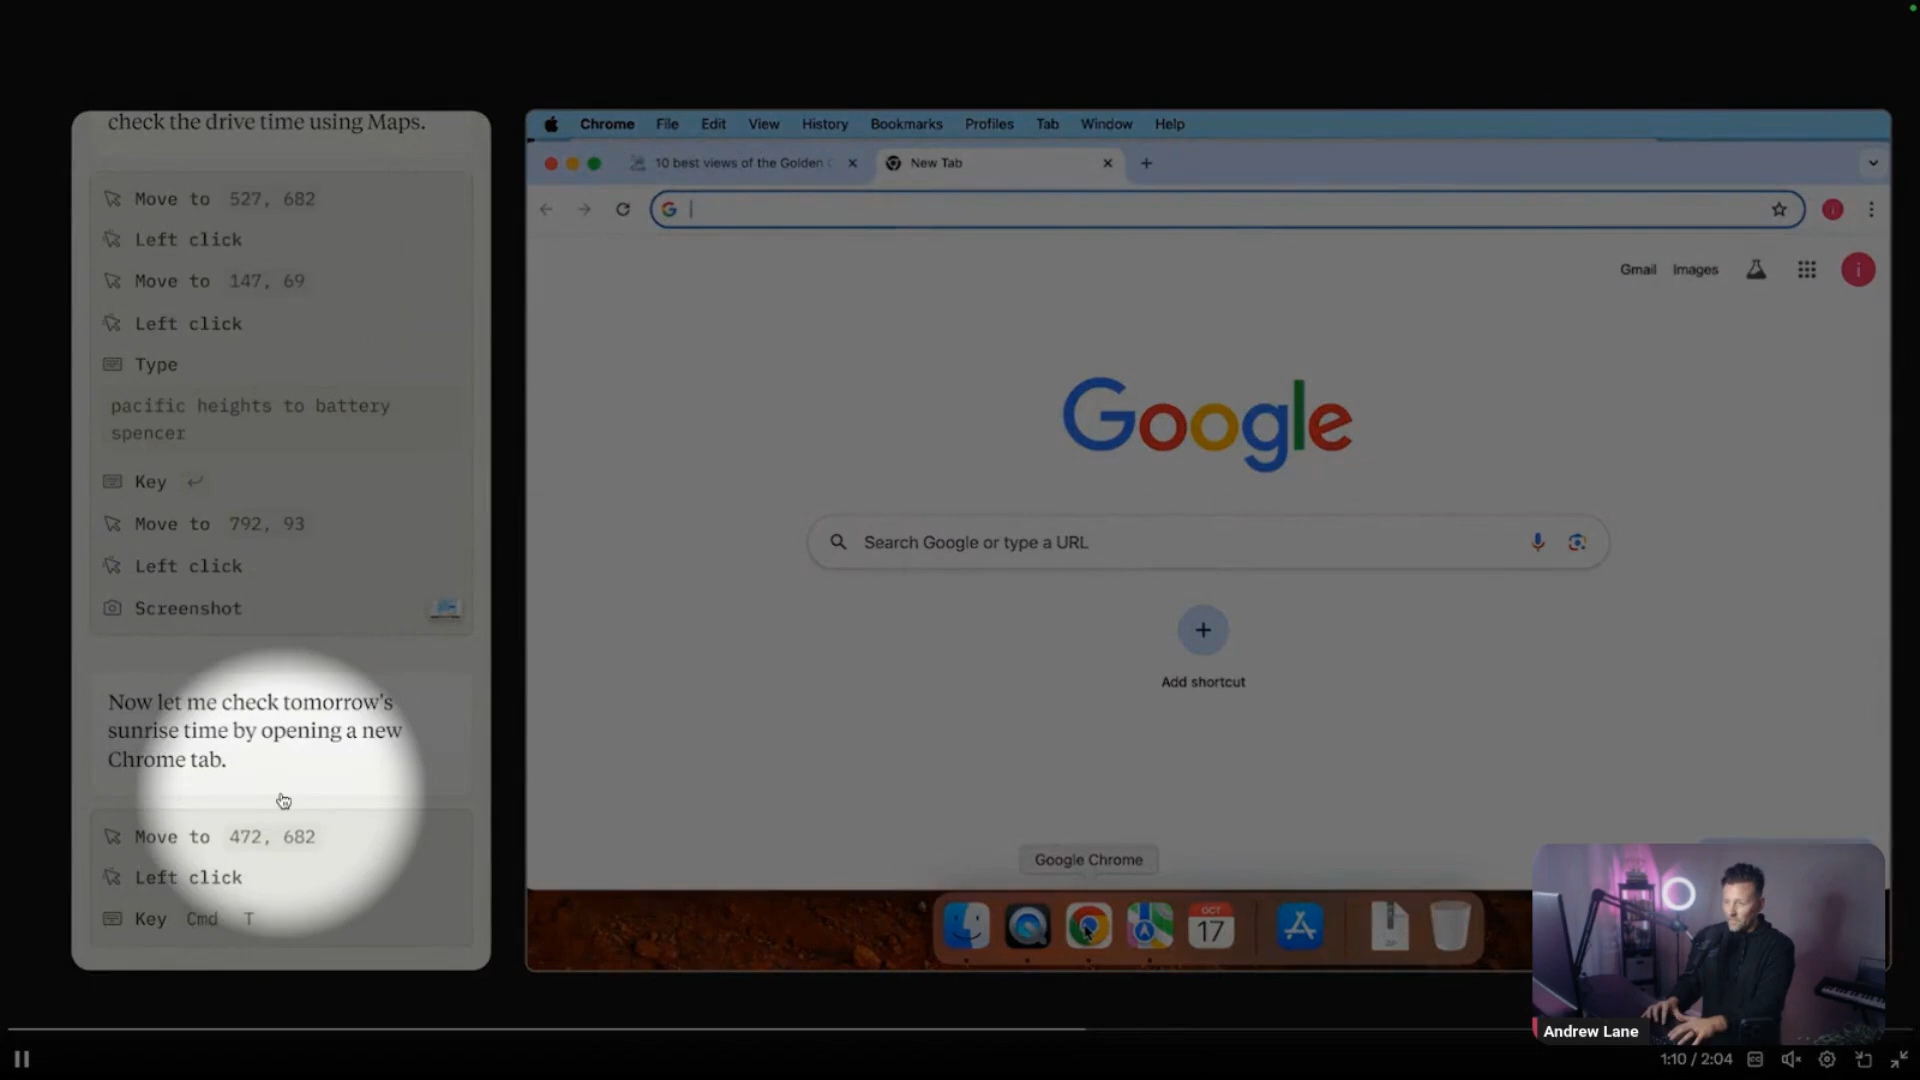 check the drive time using Maps.
Move to 527, 682
Left click
Move to 147, 69
Left click
Type
pacific heights to battery
spencer
Key
Move to 792, 93
Left click
Screenshot
Now let me check tomorrow's
sunrise time by opening a new
Chrome tab.
Move to 472, 682
Left click
Key Cmd T
Chrome File Edit View History Bookmarks Profiles Tab Window Help
10 best views of the Golden
New Tab
Gmail Images i
Google
Search Google or type a URL
Add shortcut
Google Chrome
OCT
17
ZIP
Andrew Lane
1:10 / 2:04